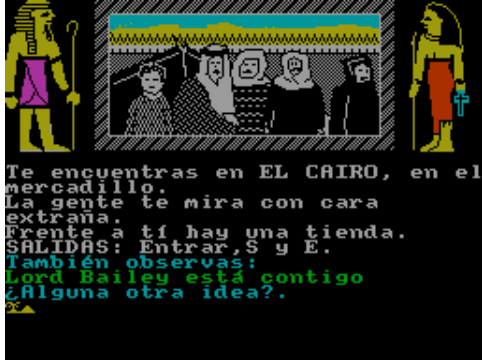 Te encuentras en EL CAIRO, en el
mercadillo.
La gente te mira con cara
extraña.
Frente a tí hay una tienda.
SALIDAS: Entrar,S y E.
También observas:
Lord Bailey está contigo
¿Alguna otra idea?.